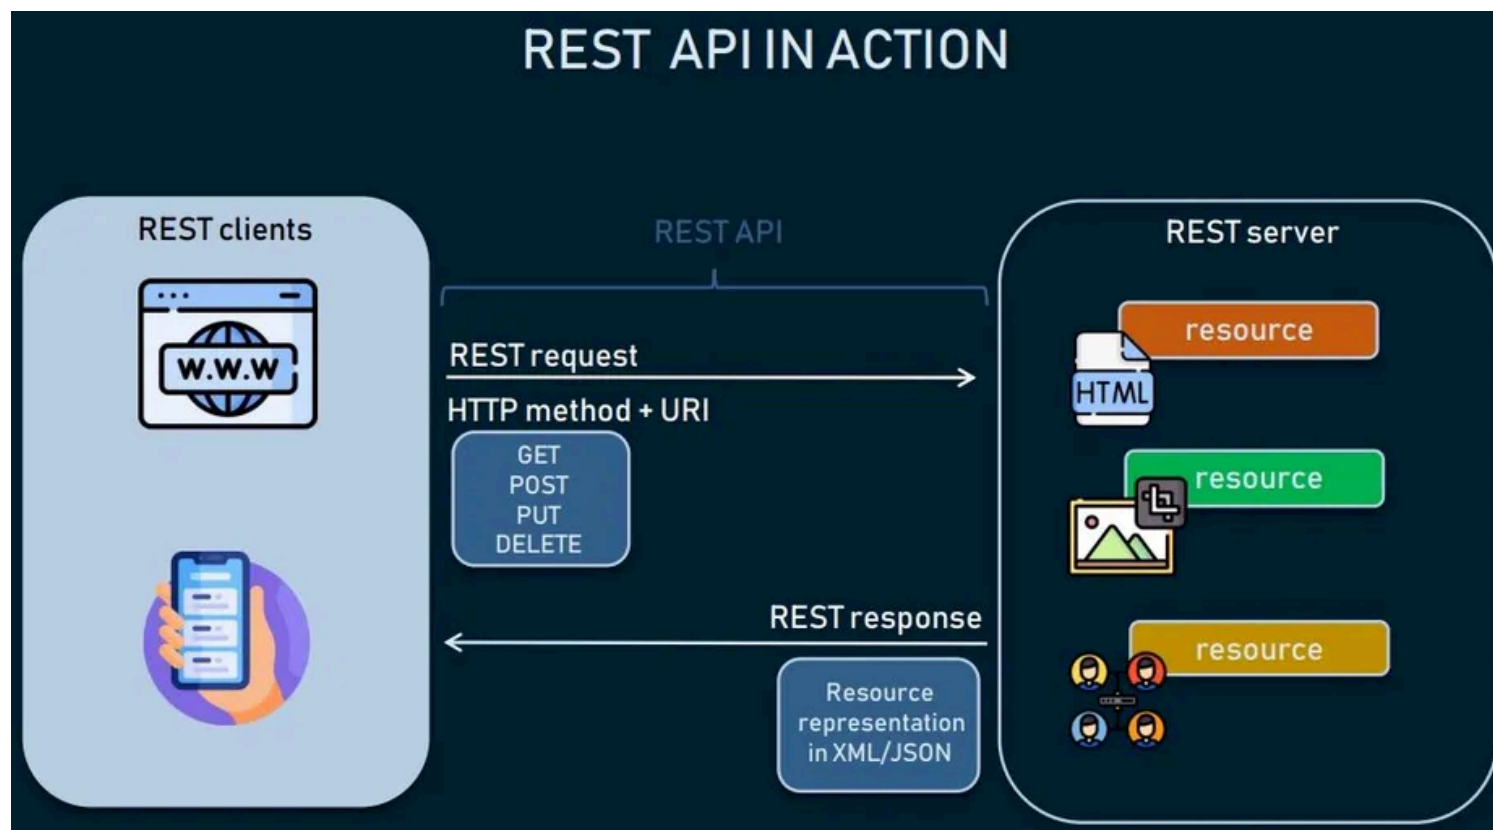 REST API IN ACTION
REST clients
W.W.W
REST API
REST request
HTTP method + URI
GET
POST
PUT
DELETE
REST response
Resource
representation
in XML/JSON
REST server
resource
HTML
resource
resource